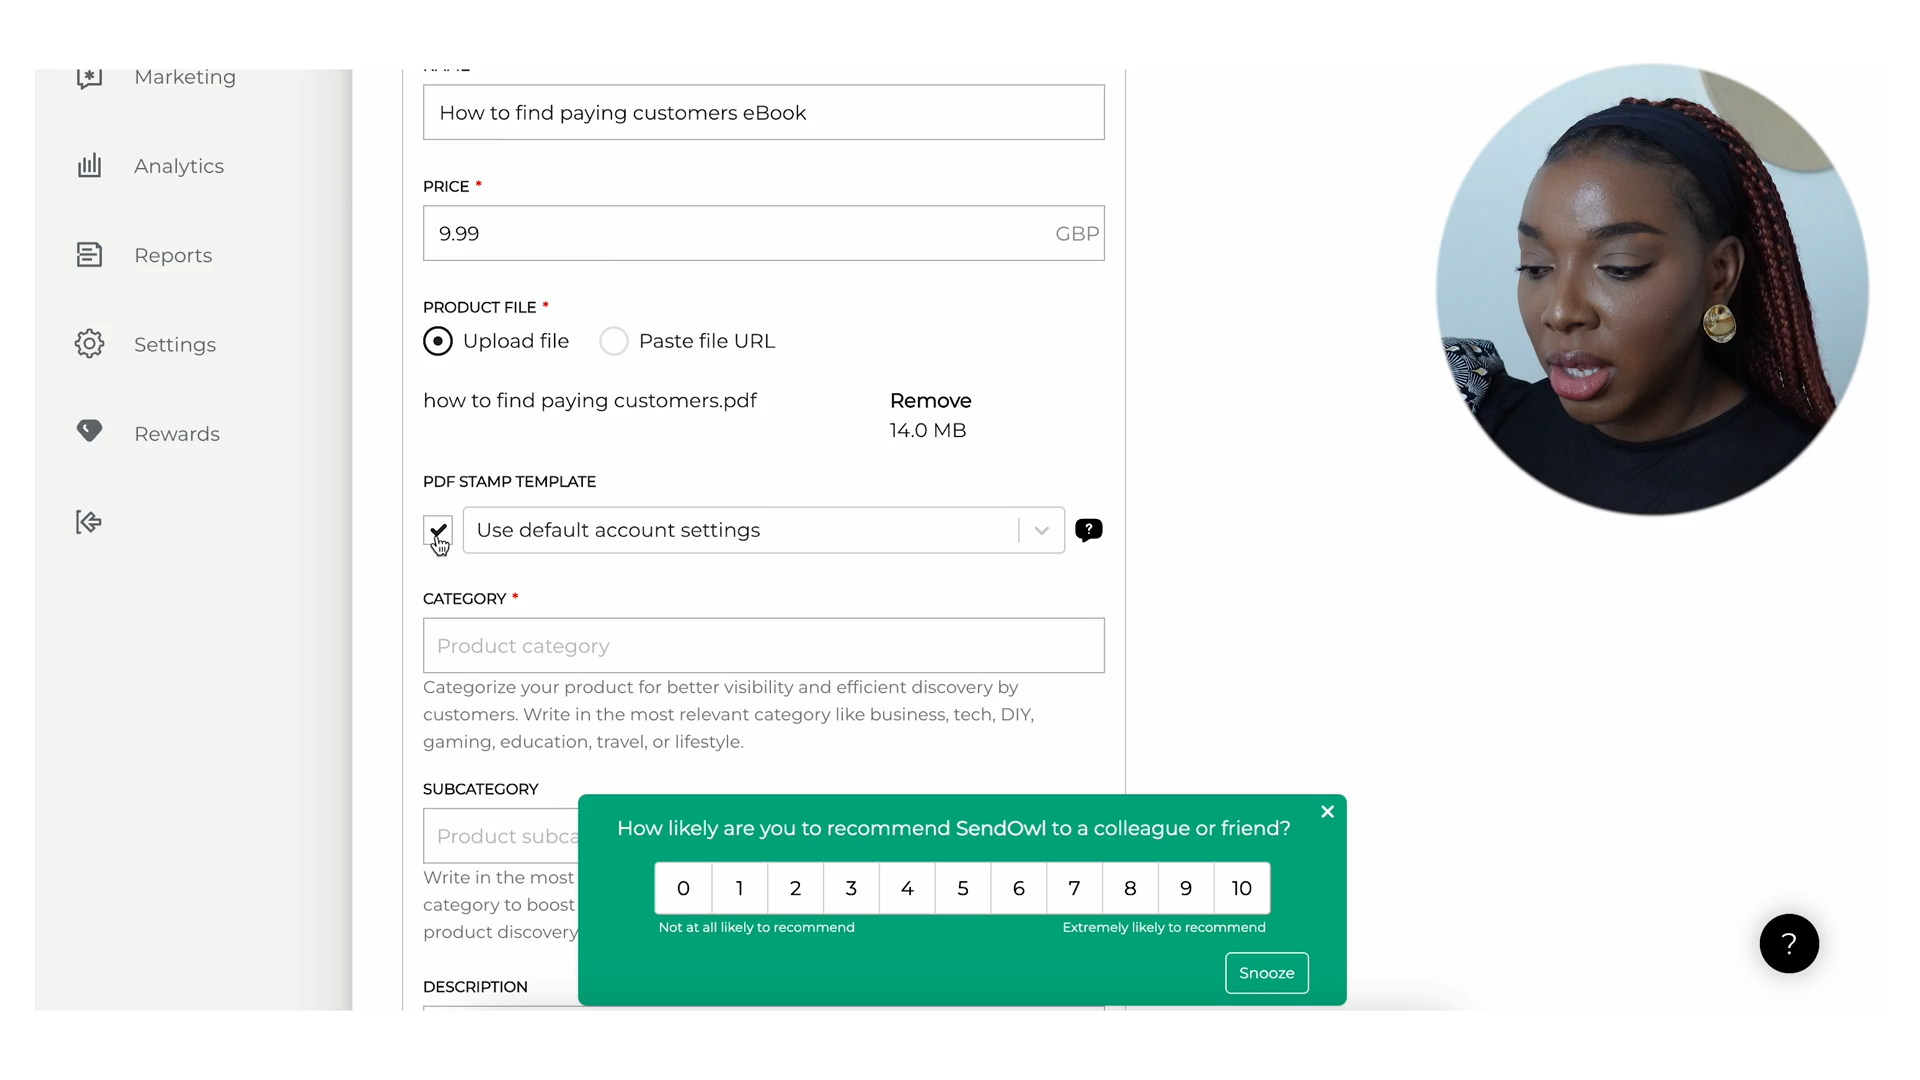 Marketing
Analytics
Reports
Settings
Rewards
NAME
How to find paying customers eBook
PRICE *
9.99 GBP
PRODUCT FILE *
Upload file Paste file URL
how to find paying customers.pdf Remove
14.0 MB
PDF STAMP TEMPLATE
Use default account settings ?
CATEGORY *
Product category
Categorize your product for better visibility and efficient discovery by
customers. Write in the most relevant category like business, tech, DIY,
gaming, education, travel, or lifestyle.
SUBCATEGORY
Product subca
Write in the most
category to boost
product discovery
DESCRIPTION
How likely are you to recommend SendOwl to a colleague or friend?
0 1 2 3 4 5 6 7 8 9 10
Not at all likely to recommend Extremely likely to recommend
Snooze
?